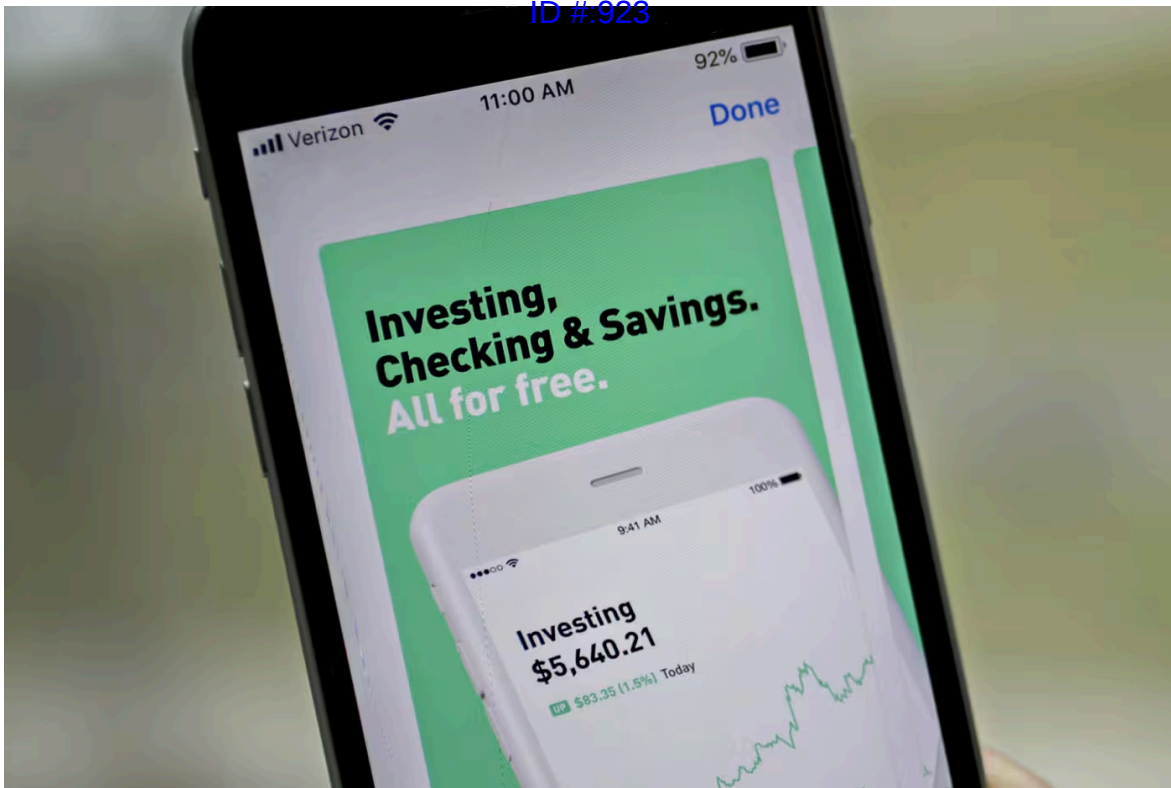 ID #:923
Verizon 11:00 AM 92%
Done
Investing,
Checking & Savings.
All for free.
9:41 AM 100%
Investing
$5,640.21
UP $83.35 (1.5%) Today